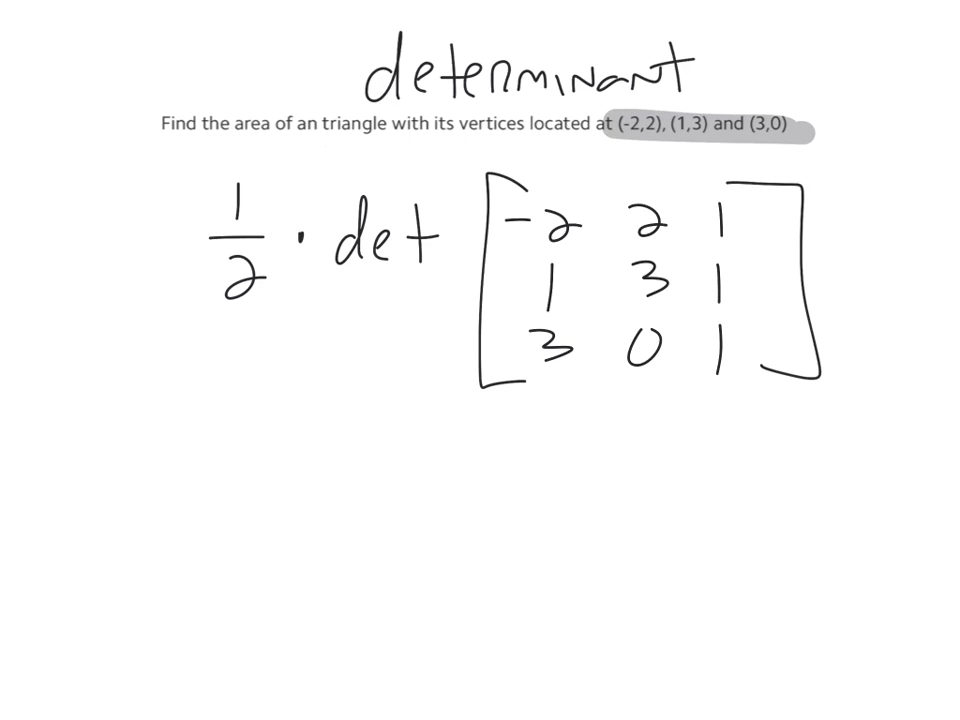 determinant
Find the area of an triangle with its vertices located at (-2,2), (1,3) and (3,0)
1/2 · det [-2 2 1
1 3 1
3 0 1]